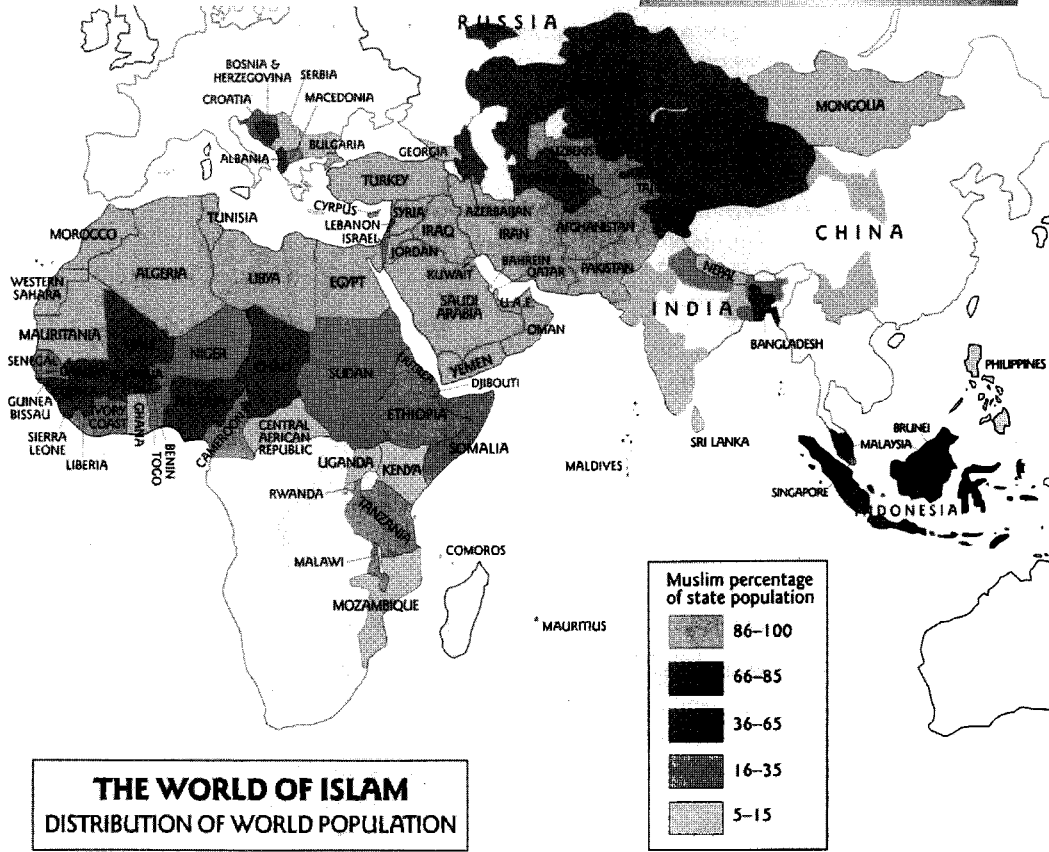 RUSSIA
BOSNIA &
HERZEGOVINA
SERBIA
CROATIA
MACEDONIA
BULGARIA
ALBANIA
GEORGIA
MONGOLIA
TURKEY
CYRPUS
LEBANON
ISRAEL
SYRIA
IRAQ
JORDAN
AZERBAIJAN
IRAN
AFGHANISTAN
CHINA
TUNISIA
MOROCCO
ALGERIA
LIBYA
EGYPT
KUWAIT
BAHREIN
QATAR
PAKISTAN
NEPAL
INDIA
WESTERN
SAHARA
SAUDI
ARABIA
U.A.E.
OMAN
YEMEN
BANGLADESH
MAURITANIA
SENEGAL
NIGER
SUDAN
ERITREA
DJIBOUTI
PHILIPPINES
GUINEA
BISSAU
SIERRA
LEONE
LIBERIA
IVORY
COAST
GHANA
TOGO
BENIN
CAMEROON
CENTRAL
AFRICAN
REPUBLIC
ETHIOPIA
SOMALIA
UGANDA
KENYA
RWANDA
TANZANIA
MALAWI
COMOROS
MOZAMBIQUE
MALDIVES
SRI LANKA
MAURITIUS
BRUNEI
MALAYSIA
SINGAPORE
INDONESIA
Muslim percentage
of state population
86–100
66–85
36–65
16–35
5–15
THE WORLD OF ISLAM
DISTRIBUTION OF WORLD POPULATION